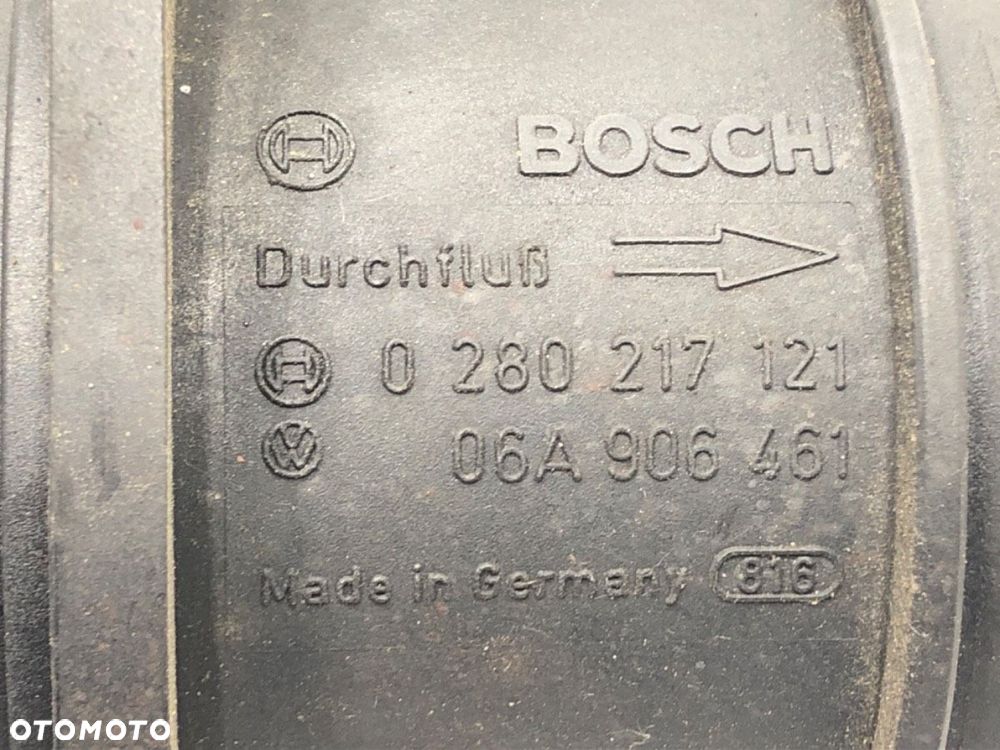 BOSCH
Durchfluß
0 280 217 121
06A 906 461
Made in Germany 816
OTOMOTO